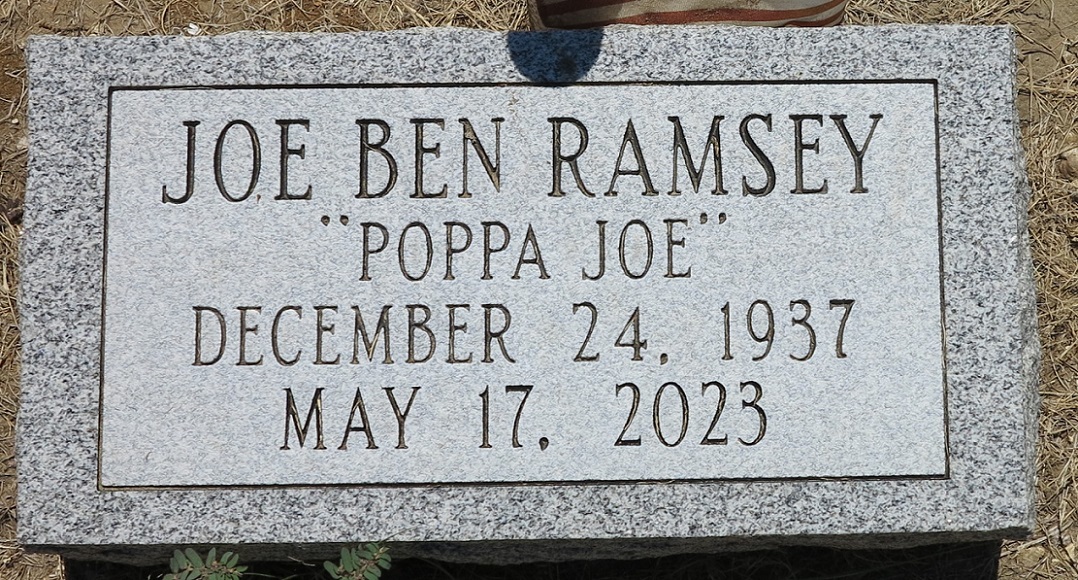 JOE BEN RAMSEY
"POPPA JOE"
DECEMBER 24, 1937
MAY 17, 2023